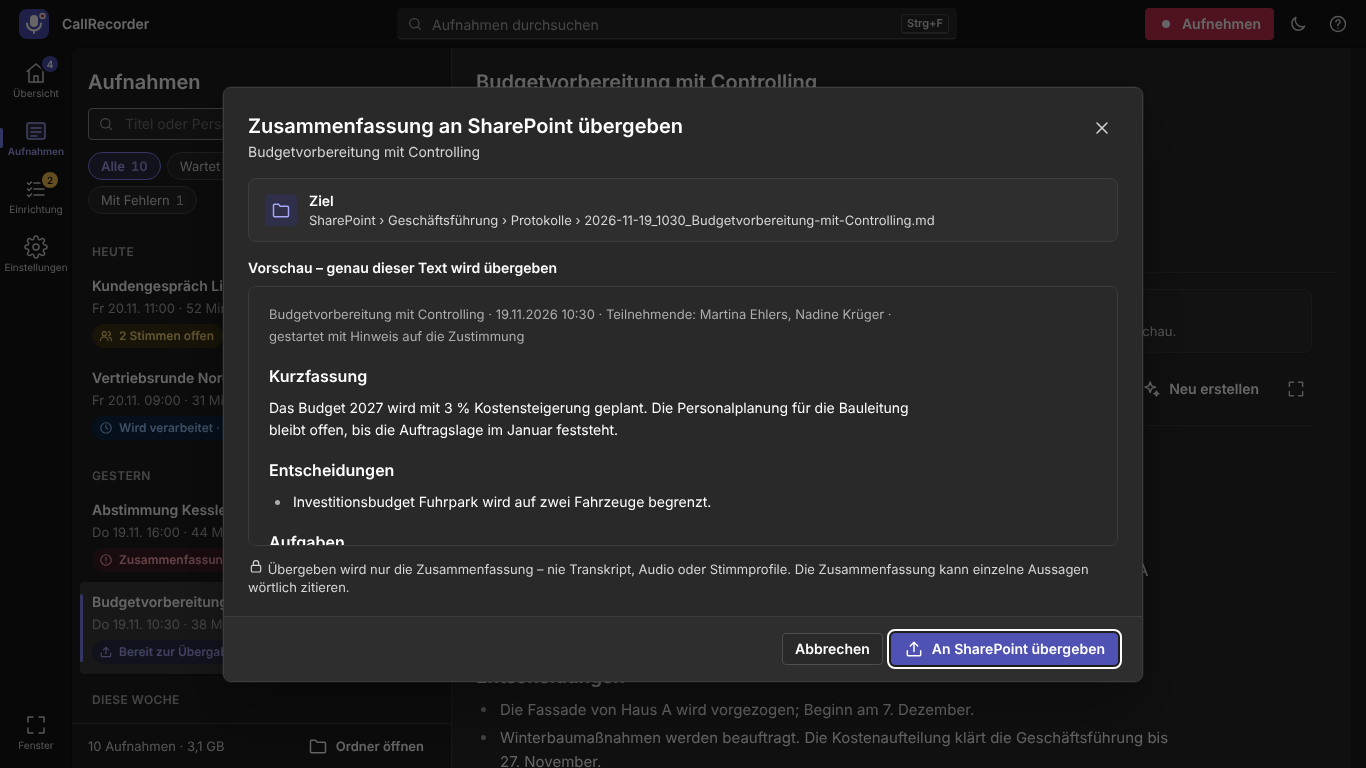 CallRecorder
Aufnahmen durchsuchen
Strg+F
Aufnehmen
4
Übersicht
Aufnahmen
2
Einrichtung
Einstellungen
Fenster
Aufnahmen
Titel oder Pers
Alle 10
Wartet
Mit Fehlern 1
HEUTE
Kundengespräch Li
Fr 20.11. 11:00 · 52 Min
2 Stimmen offen
Vertriebsrunde Nor
Fr 20.11. 09:00 · 31 Mi
Wird verarbeitet ·
GESTERN
Abstimmung Kessle
Do 19.11. 16:00 · 44 M
Zusammenfassun
Budgetvorbereitung
Do 19.11. 10:30 · 38 M
Bereit zur Übergab
DIESE WOCHE
10 Aufnahmen · 3,1 GB
Ordner öffnen
Budgetvorbereitung mit Controlling
Zusammenfassung an SharePoint übergeben
Budgetvorbereitung mit Controlling
Ziel
SharePoint › Geschäftsführung › Protokolle › 2026-11-19_1030_Budgetvorbereitung-mit-Controlling.md
Vorschau – genau dieser Text wird übergeben
Budgetvorbereitung mit Controlling · 19.11.2026 10:30 · Teilnehmende: Martina Ehlers, Nadine Krüger ·
gestartet mit Hinweis auf die Zustimmung
Kurzfassung
Das Budget 2027 wird mit 3 % Kostensteigerung geplant. Die Personalplanung für die Bauleitung
bleibt offen, bis die Auftragslage im Januar feststeht.
Entscheidungen
Investitionsbudget Fuhrpark wird auf zwei Fahrzeuge begrenzt.
Aufgaben
Übergeben wird nur die Zusammenfassung – nie Transkript, Audio oder Stimmprofile. Die Zusammenfassung kann einzelne Aussagen
wörtlich zitieren.
Abbrechen
An SharePoint übergeben
chau.
Neu erstellen
A
Entscheidungen
Die Fassade von Haus A wird vorgezogen; Beginn am 7. Dezember.
Winterbaumaßnahmen werden beauftragt. Die Kostenaufteilung klärt die Geschäftsführung bis
27. November.